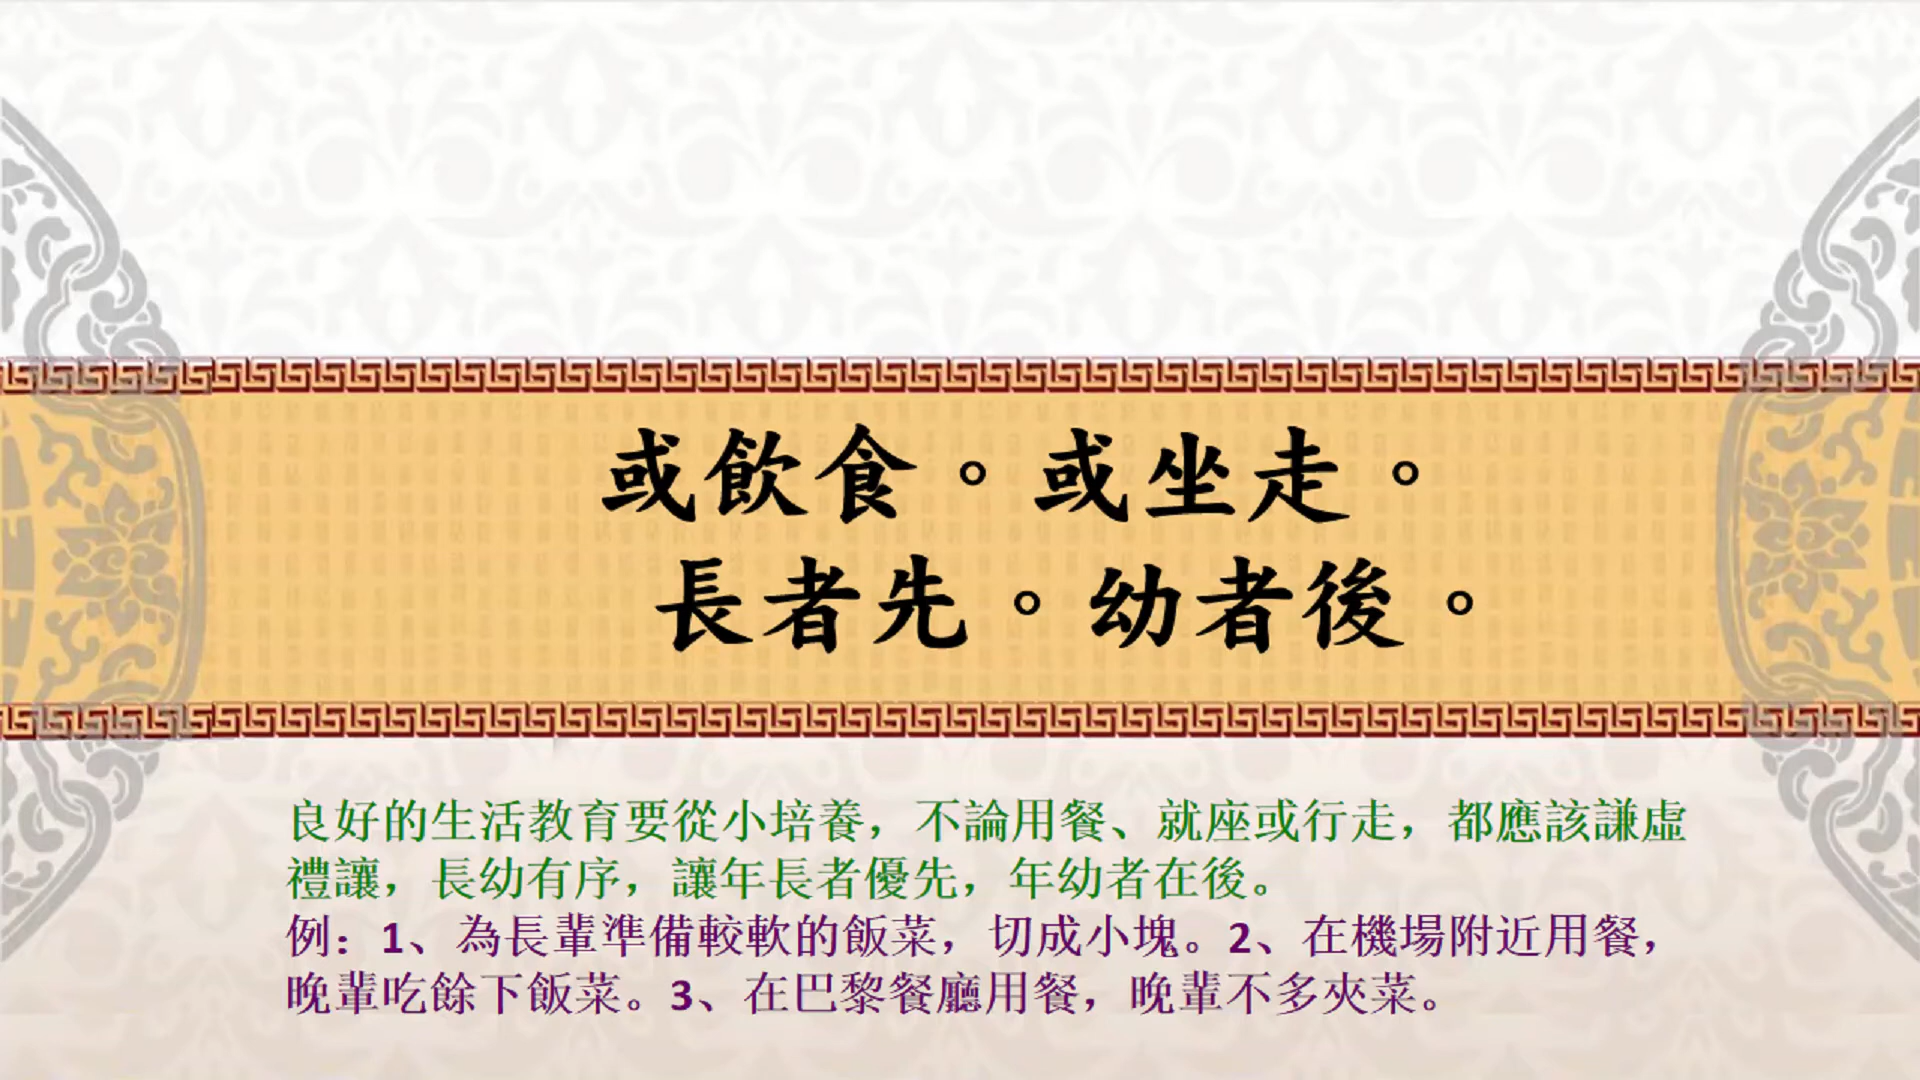 或飲食。或坐走。
長者先。幼者後。
良好的生活教育要從小培養，不論用餐、就座或行走，都應該謙虛
禮讓，長幼有序，讓年長者優先，年幼者在後。
例：1、為長輩準備較軟的飯菜，切成小塊。2、在機場附近用餐，
晚輩吃餘下飯菜。3、在巴黎餐廳用餐，晚輩不多夾菜。